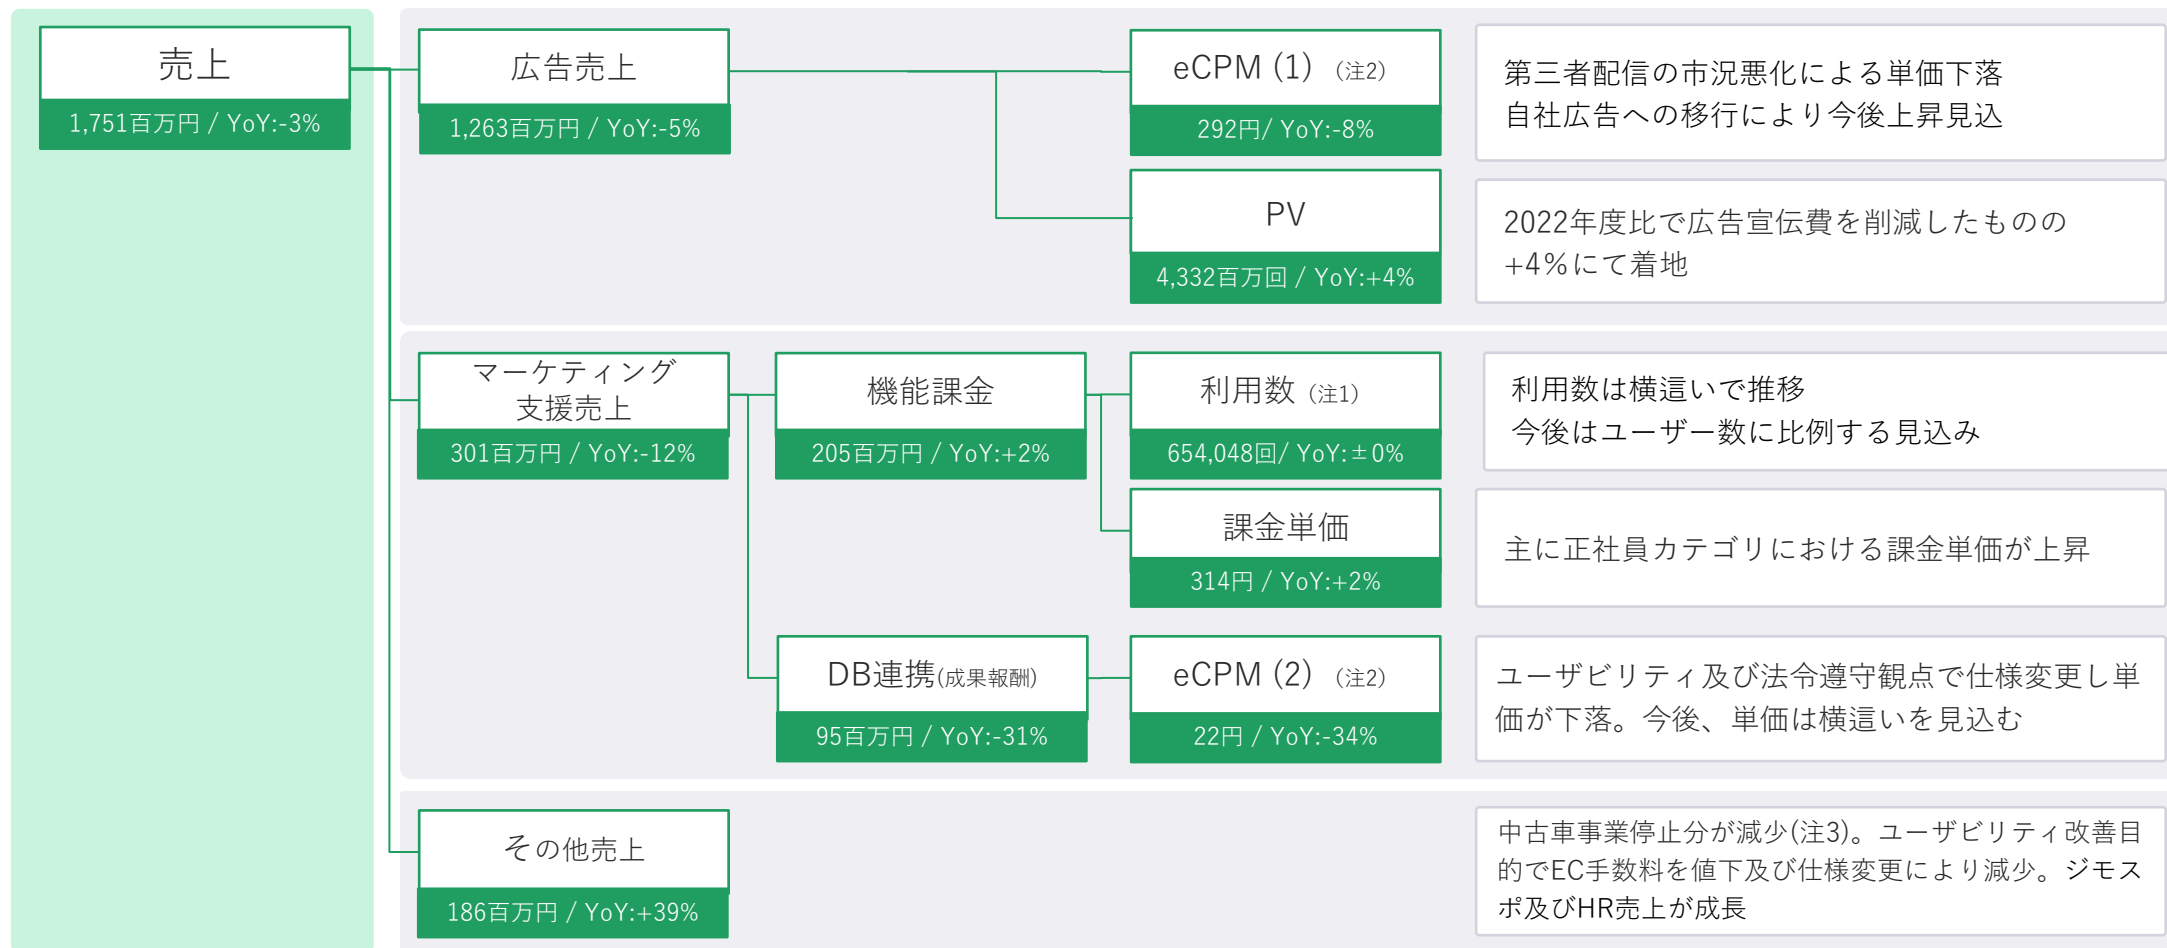 売上
1,751百万円 / YoY:-3%
広告売上
1,263百万円 / YoY:-5%
eCPM (1) (注2)
292円/ YoY:-8%
第三者配信の市況悪化による単価下落
自社広告への移行により今後上昇見込
PV
4,332百万回 / YoY:+4%
2022年度比で広告宣伝費を削減したものの
+4%にて着地
マーケティング
支援売上
301百万円 / YoY:-12%
機能課金
205百万円 / YoY:+2%
利用数 (注1)
654,048回/ YoY:±0%
利用数は横這いで推移
今後はユーザー数に比例する見込み
課金単価
314円 / YoY:+2%
主に正社員カテゴリにおける課金単価が上昇
DB連携(成果報酬)
95百万円 / YoY:-31%
eCPM (2) (注2)
22円 / YoY:-34%
ユーザビリティ及び法令遵守観点で仕様変更し単
価が下落。今後、単価は横這いを見込む
その他売上
186百万円 / YoY:+39%
中古車事業停止分が減少(注3)。ユーザビリティ改善目
的でEC手数料を値下及び仕様変更により減少。ジモス
ポ及びHR売上が成長